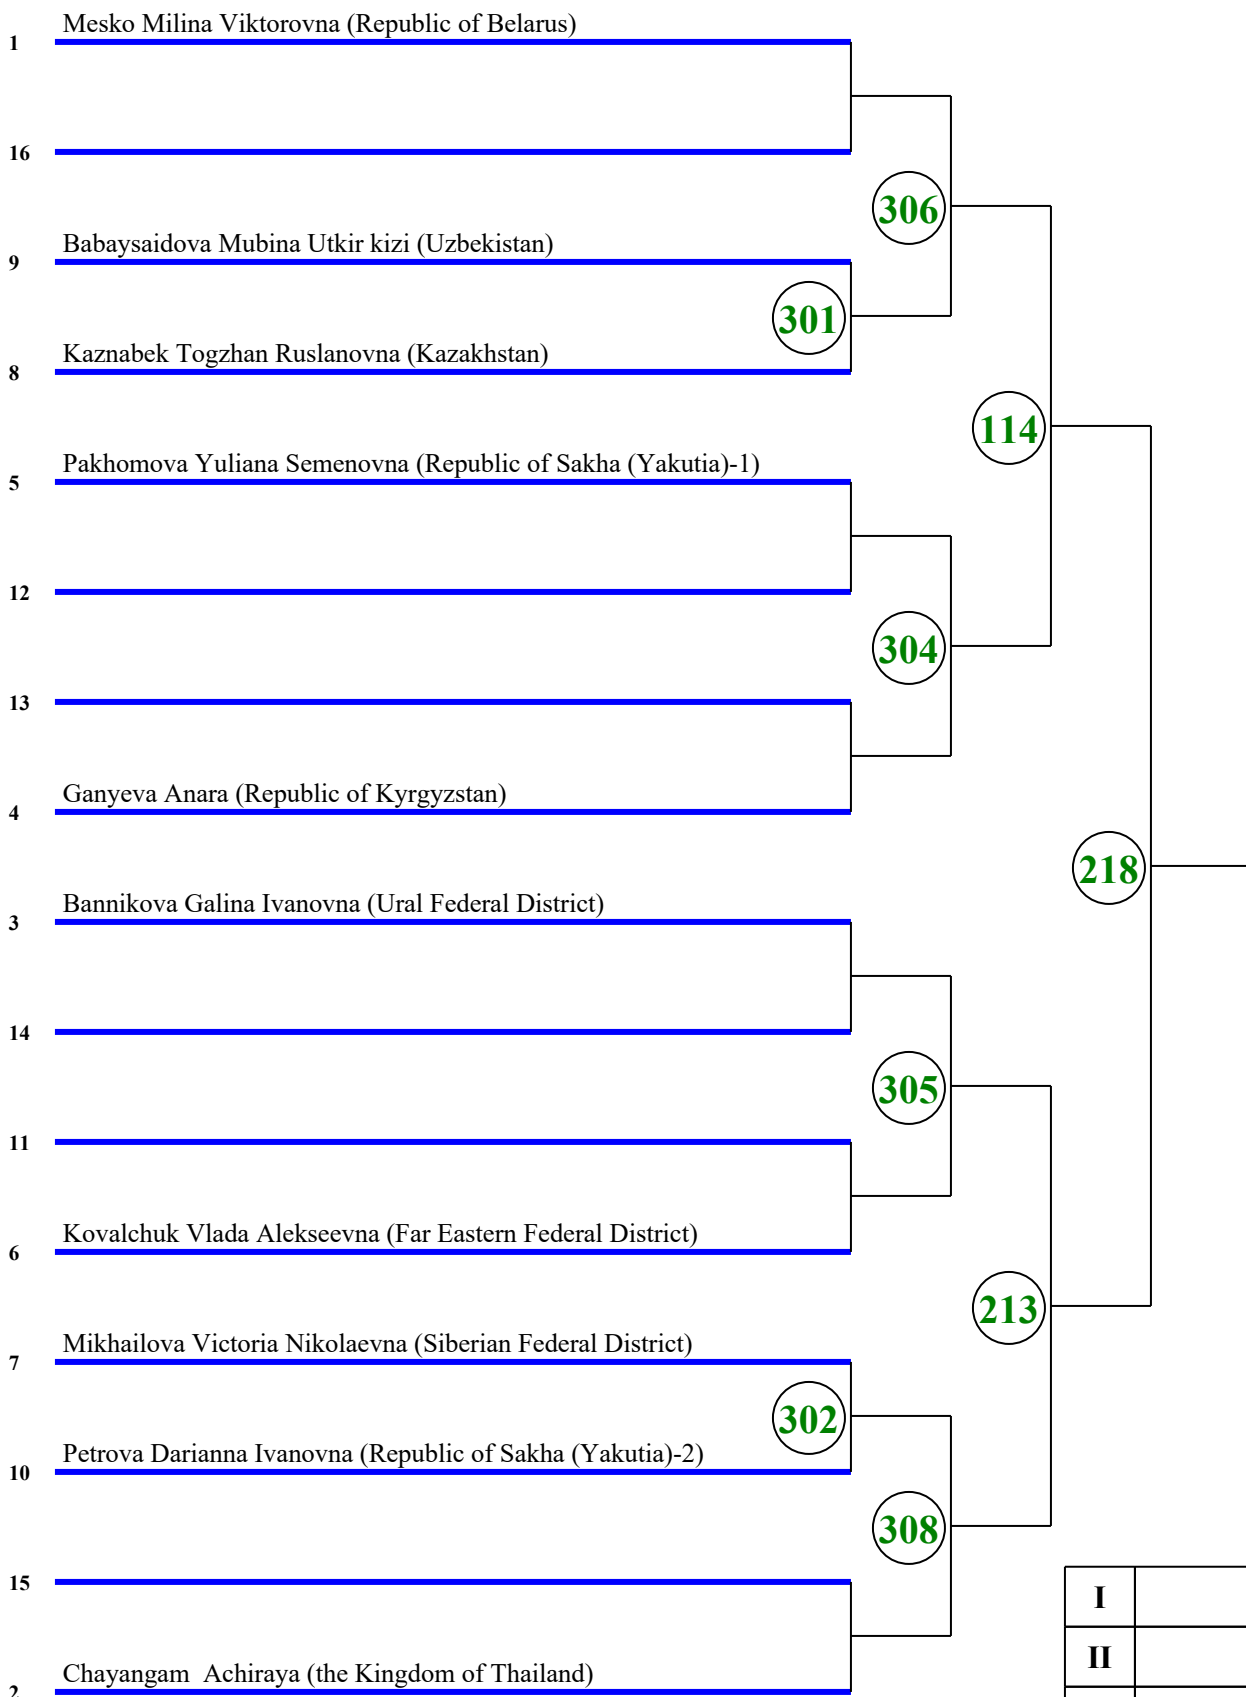 Mesko Milina Viktorovna (Republic of Belarus)
1
16
306
Babaysaidova Mubina Utkir kizi (Uzbekistan)
9
301
Kaznabek Togzhan Ruslanovna (Kazakhstan)
8
114
Pakhomova Yuliana Semenovna (Republic of Sakha (Yakutia)-1)
5
12
304
13
Ganyeva Anara (Republic of Kyrgyzstan)
4
218
Bannikova Galina Ivanovna (Ural Federal District)
3
14
305
11
Kovalchuk Vlada Alekseevna (Far Eastern Federal District)
6
213
Mikhailova Victoria Nikolaevna (Siberian Federal District)
7
302
Petrova Darianna Ivanovna (Republic of Sakha (Yakutia)-2)
10
308
15
I
II
Chayangam  Achiraya (the Kingdom of Thailand)
2